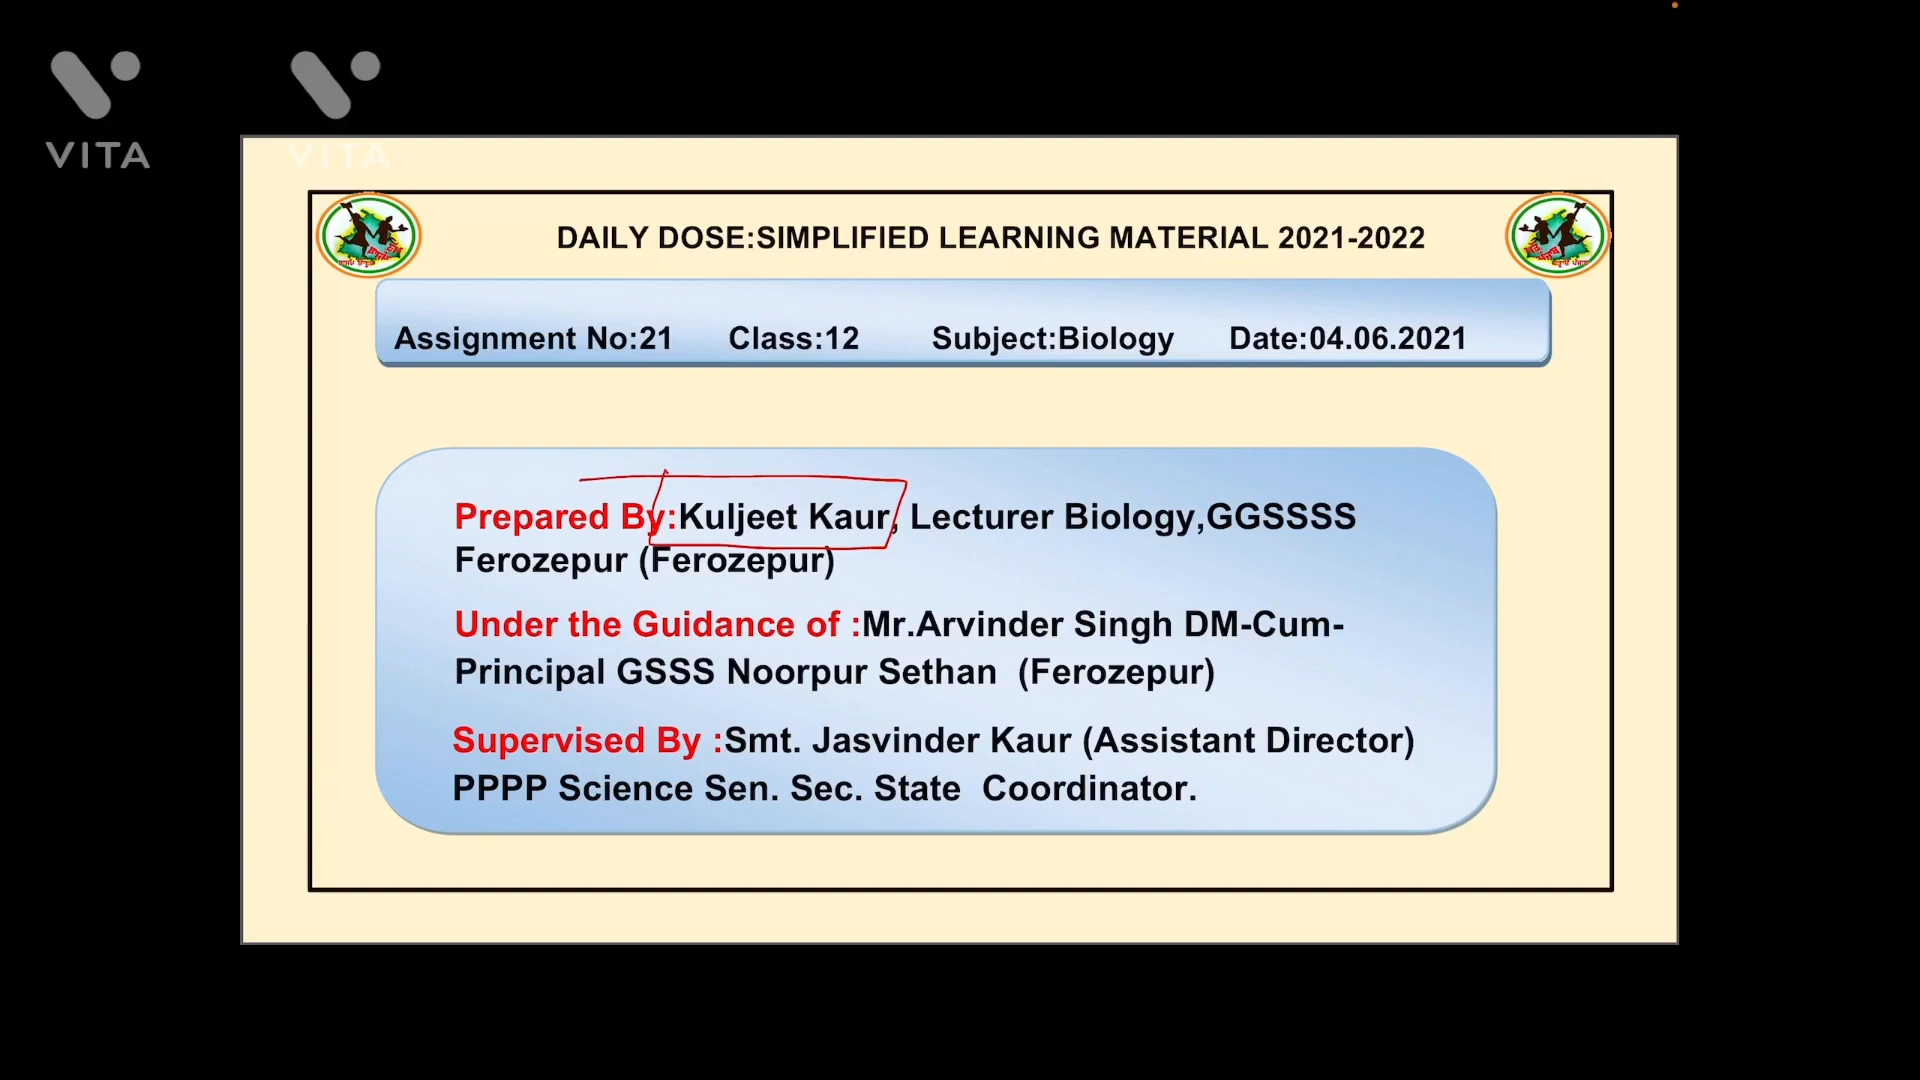 VITA
VITA
DAILY DOSE:SIMPLIFIED LEARNING MATERIAL 2021-2022
Assignment No:21 Class:12 Subject:Biology Date:04.06.2021
Prepared By:Kuljeet Kaur, Lecturer Biology,GGSSSS
Ferozepur (Ferozepur)
Under the Guidance of :Mr.Arvinder Singh DM-Cum-
Principal GSSS Noorpur Sethan (Ferozepur)
Supervised By :Smt. Jasvinder Kaur (Assistant Director)
PPPP Science Sen. Sec. State Coordinator.